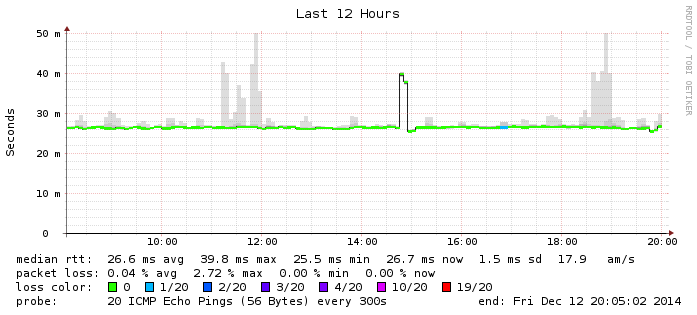 Last 12 Hours
RRDTOOL / TOBI OETIKER
Seconds
50 m
40 m
30 m
20 m
10 m
0
10:00 12:00 14:00 16:00 18:00 20:00
median rtt: 26.6 ms avg 39.8 ms max 25.5 ms min 26.7 ms now 1.5 ms sd 17.9 am/s
packet loss: 0.04 % avg 2.72 % max 0.00 % min 0.00 % now
loss color: 0 1/20 2/20 3/20 4/20 10/20 19/20
probe: 20 ICMP Echo Pings (56 Bytes) every 300s end: Fri Dec 12 20:05:02 2014